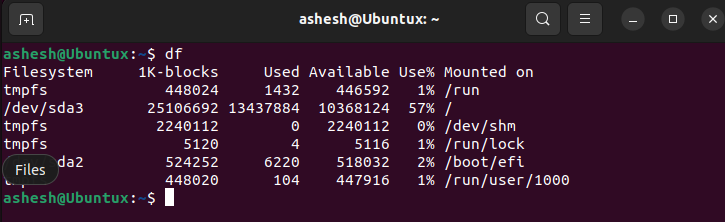 ashesh@Ubuntux: ~
ashesh@Ubuntux:~$ df
Filesystem 1K-blocks Used Available Use% Mounted on
tmpfs 448024 1432 446592 1% /run
/dev/sda3 25106692 13437884 10368124 57% /
tmpfs 2240112 0 2240112 0% /dev/shm
tmpfs 5120 4 5116 1% /run/lock
da2 524252 6220 518032 2% /boot/efi
Files
448020 104 447916 1% /run/user/1000
ashesh@Ubuntux:~$